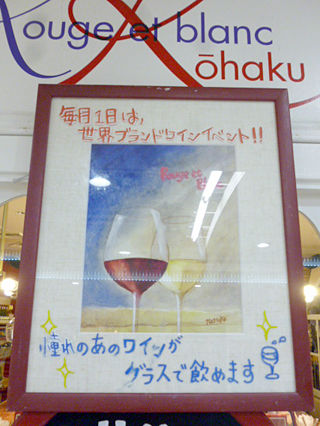 Rouge et blanc
Kōhaku
毎月1日は,
世界ブランドワインイベント!!
Rouge et
憧れのあのワインが
グラスで飲めます